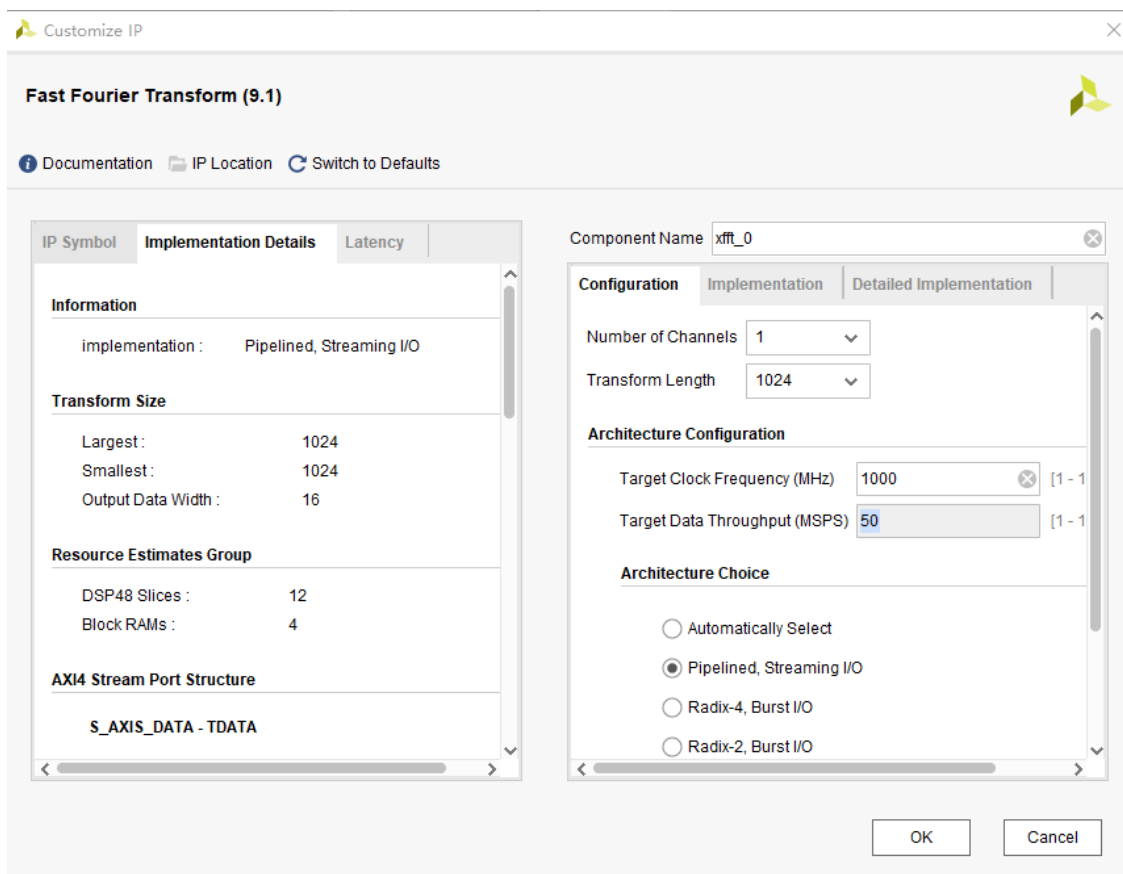 Customize IP
Fast Fourier Transform (9.1)
Documentation IP Location Switch to Defaults
IP Symbol Implementation Details Latency
Information
implementation : Pipelined, Streaming I/O
Transform Size
Largest : 1024
Smallest : 1024
Output Data Width : 16
Resource Estimates Group
DSP48 Slices : 12
Block RAMs : 4
AXI4 Stream Port Structure
S_AXIS_DATA - TDATA
Component Name xfft_0
Configuration Implementation Detailed Implementation
Number of Channels 1
Transform Length 1024
Architecture Configuration
Target Clock Frequency (MHz) 1000 [1 - 1
Target Data Throughput (MSPS) 50 [1 - 1
Architecture Choice
Automatically Select
Pipelined, Streaming I/O
Radix-4, Burst I/O
Radix-2, Burst I/O
OK Cancel